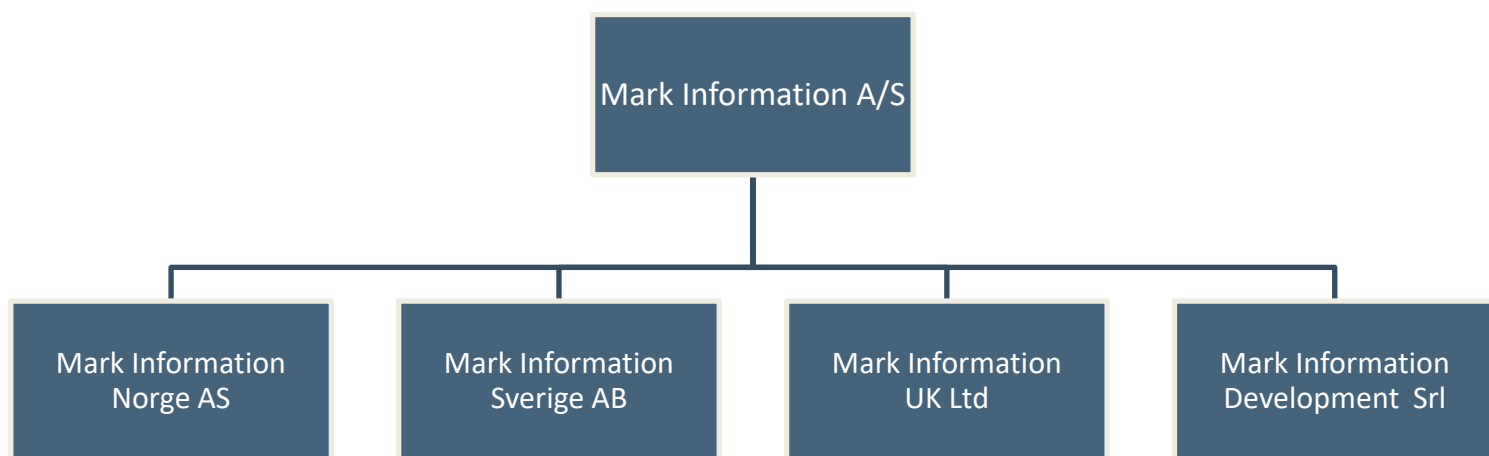 Mark Information A/S
Mark Information
Norge AS
Mark Information
Sverige AB
Mark Information
UK Ltd
Mark Information
Development Srl